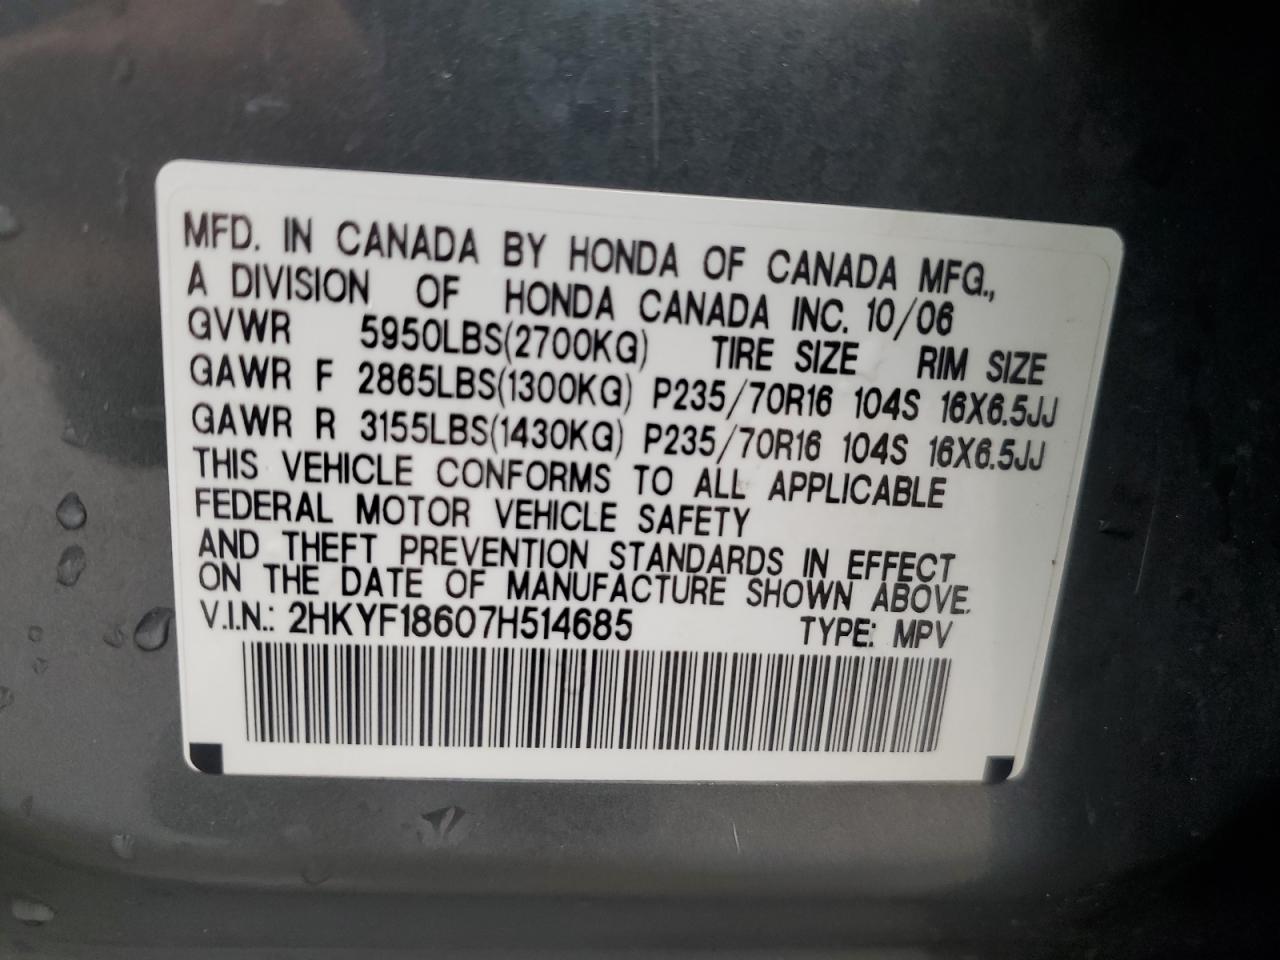 MFD. IN CANADA BY HONDA OF CANADA MFG.,
A DIVISION OF HONDA CANADA INC. 10/06
GVWR 5950LBS(2700KG) TIRE SIZE RIM SIZE
GAWR F 2865LBS(1300KG) P235/70R16 104S 16X6.5JJ
GAWR R 3155LBS(1430KG) P235/70R16 104S 16X6.5JJ
THIS VEHICLE CONFORMS TO ALL APPLICABLE
FEDERAL MOTOR VEHICLE SAFETY
AND THEFT PREVENTION STANDARDS IN EFFECT
ON THE DATE OF MANUFACTURE SHOWN ABOVE.
V.I.N.: 2HKYF18607H514685 TYPE: MPV